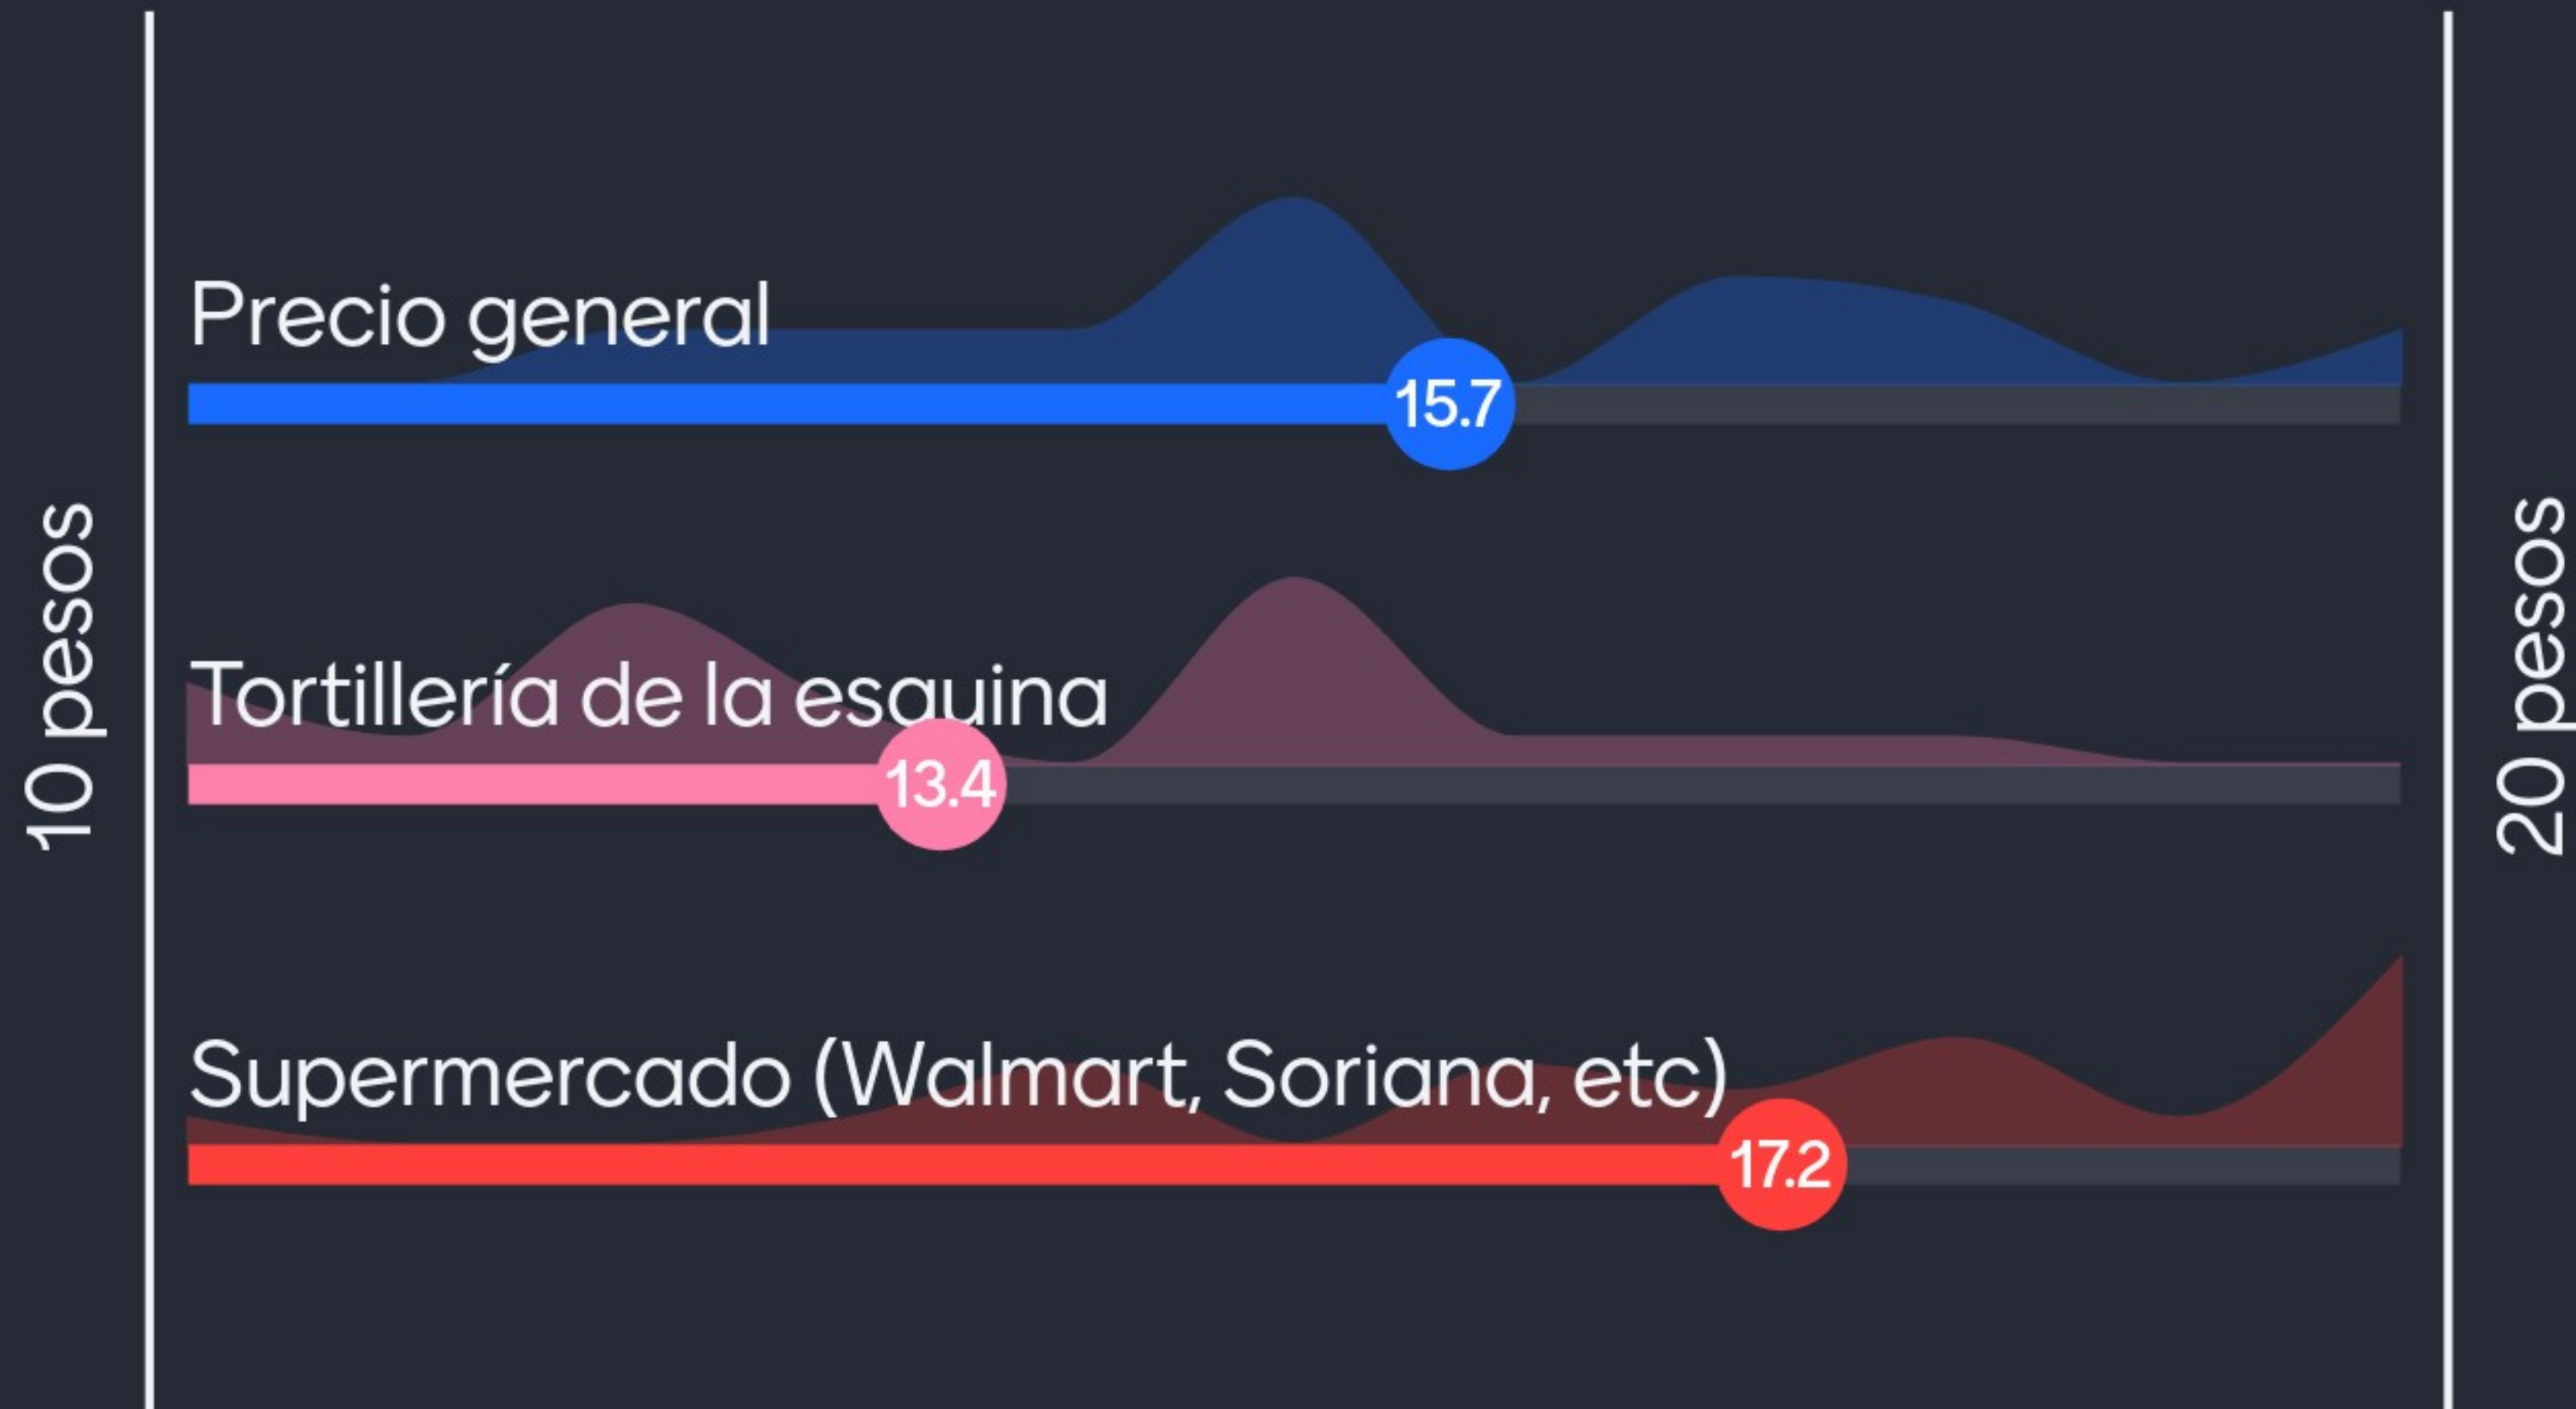 10 pesos
Precio general
15.7
Tortillería de la esquina
13.4
Supermercado (Walmart, Soriana, etc)
17.2
20 pesos